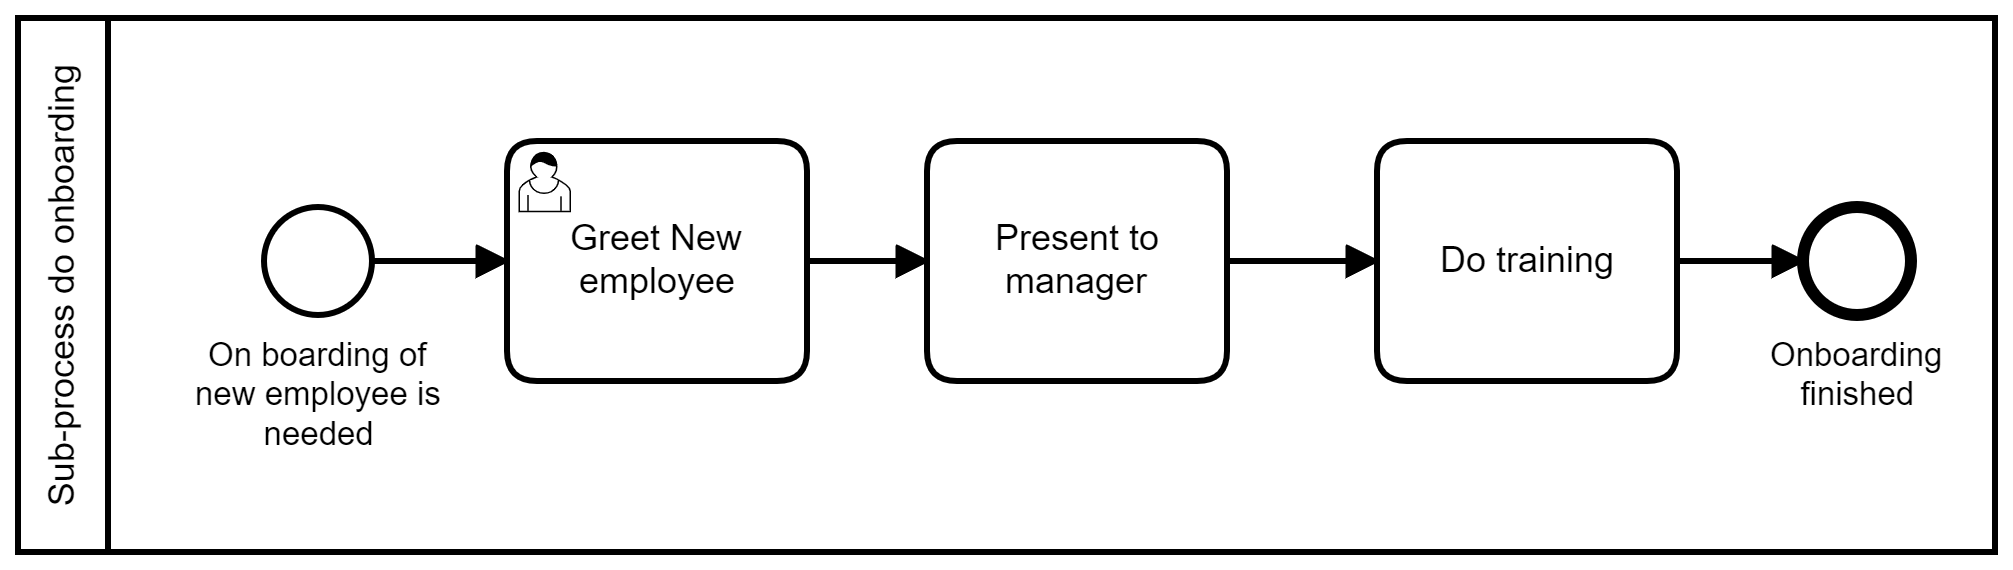 Sub-process do onboarding
On boarding of
new employee is
needed
Greet New
employee
Present to
manager
Do training
Onboarding
finished